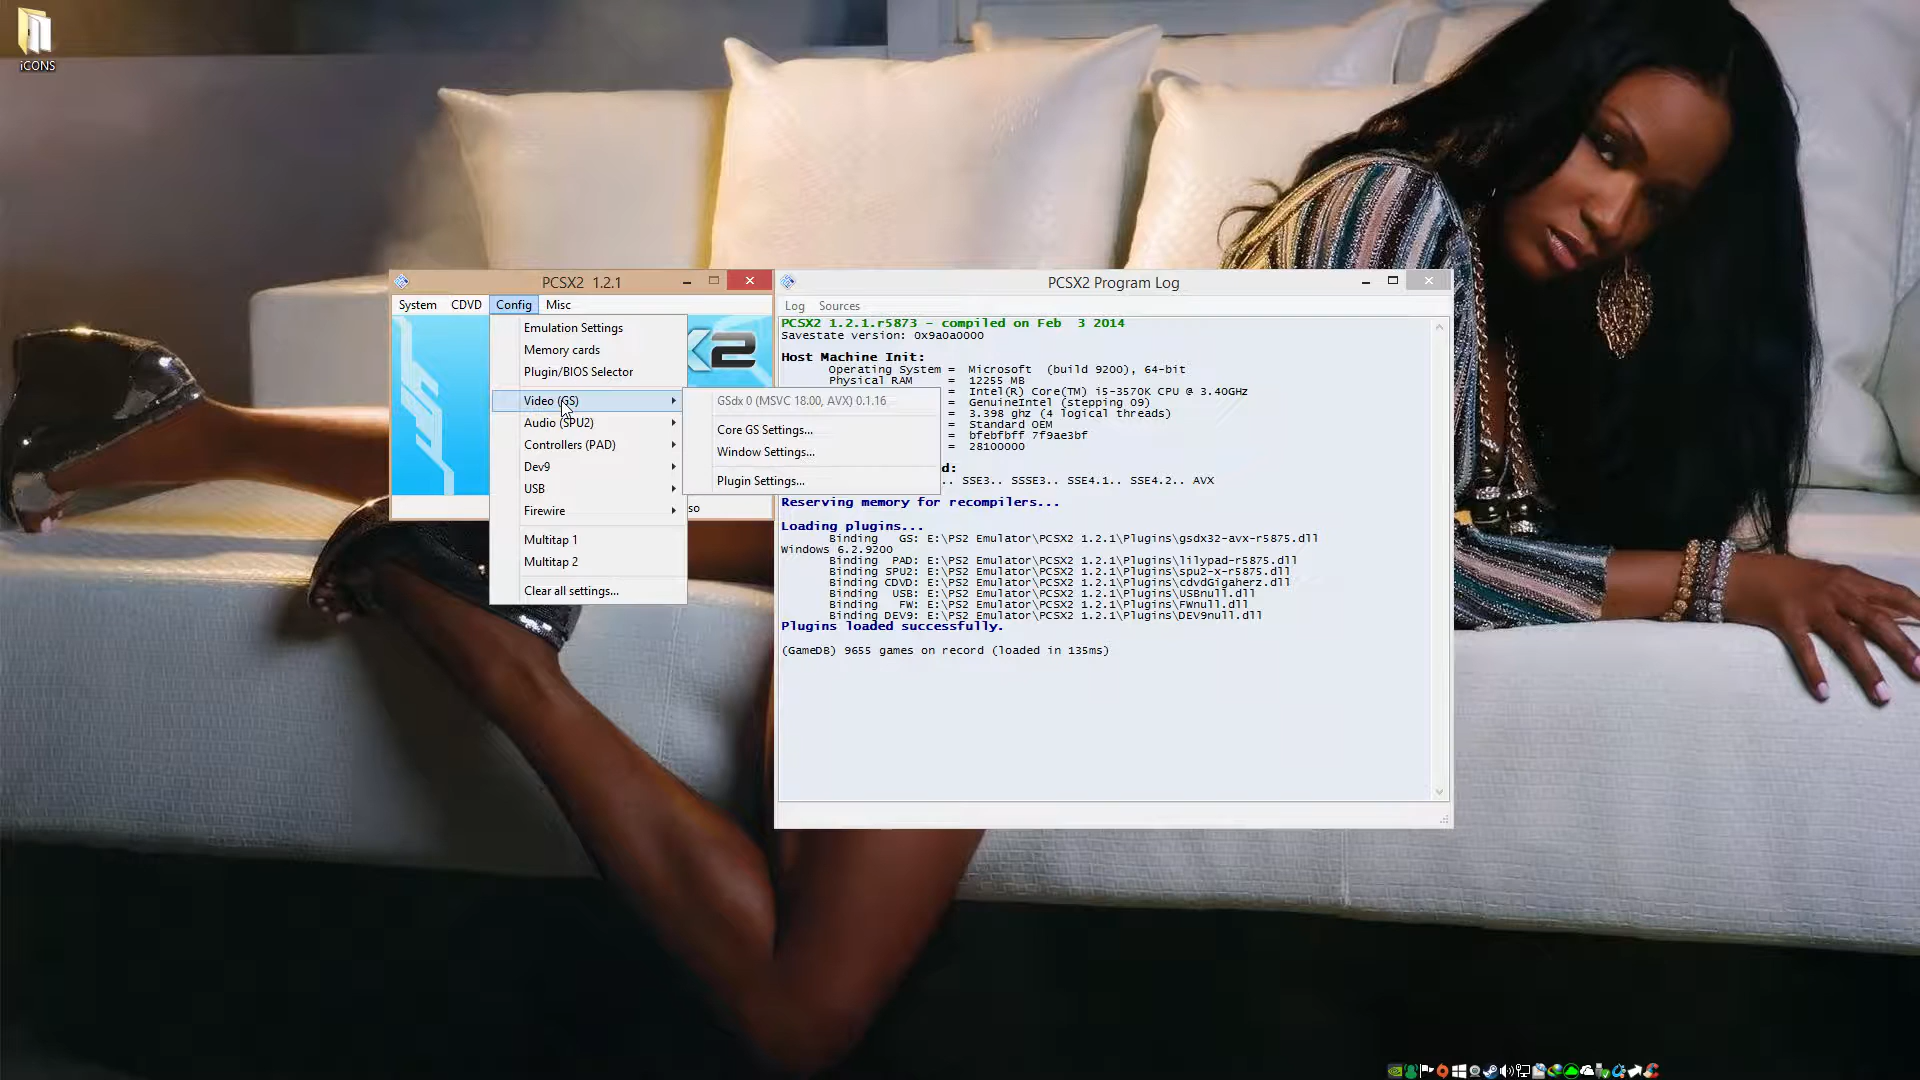 iCONS
PCSX2 1.2.1
System CDVD Config Misc
Emulation Settings
Memory cards
Plugin/BIOS Selector
Video (GS)
Audio (SPU2)
Controllers (PAD)
Dev9
USB
Firewire
Multitap 1
Multitap 2
Clear all settings...
2
so
GSdx 0 (MSVC 18.00, AVX) 0.1.16
Core GS Settings...
Window Settings...
Plugin Settings...
PCSX2 Program Log
Log Sources
PCSX2 1.2.1.r5873 - compiled on Feb 3 2014
Savestate version: 0x9a0a0000
Host Machine Init:
Operating System = Microsoft (build 9200), 64-bit
Physical RAM = 12255 MB
= Intel(R) Core(TM) i5-3570K CPU @ 3.40GHz
= GenuineIntel (stepping 09)
= 3.398 ghz (4 logical threads)
= Standard OEM
= bfebfbff 7f9ae3bf
= 28100000
d:
.. SSE3.. SSSE3.. SSE4.1.. SSE4.2.. AVX
Reserving memory for recompilers...
Loading plugins...
Binding GS: E:\PS2 Emulator\PCSX2 1.2.1\Plugins\gsdx32-avx-r5875.dll
Windows 6.2.9200
Binding PAD: E:\PS2 Emulator\PCSX2 1.2.1\Plugins\lilypad-r5875.dll
Binding SPU2: E:\PS2 Emulator\PCSX2 1.2.1\Plugins\spu2-x-r5875.dll
Binding CDVD: E:\PS2 Emulator\PCSX2 1.2.1\Plugins\cdvdGigaherz.dll
Binding USB: E:\PS2 Emulator\PCSX2 1.2.1\Plugins\USBnull.dll
Binding FW: E:\PS2 Emulator\PCSX2 1.2.1\Plugins\FWnull.dll
Binding DEV9: E:\PS2 Emulator\PCSX2 1.2.1\Plugins\DEV9null.dll
Plugins loaded successfully.
(GameDB) 9655 games on record (loaded in 135ms)